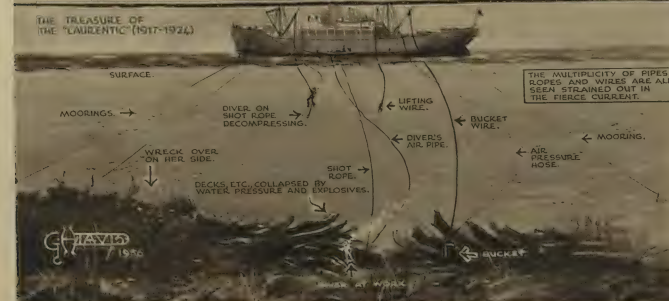 THE TREASURE OF
THE "LAURENTIC" (1917-1924)
SURFACE.
THE MULTIPLICITY OF PIPES
ROPES AND WIRES ARE ALL
SEEN STRAINED OUT IN
THE FIERCE CURRENT.
MOORINGS.
DIVER ON
SHOT ROPE
DECOMPRESSING.
LIFTING
WIRE.
BUCKET
WIRE.
DIVER'S
AIR PIPE.
MOORING.
AIR
PRESSURE
HOSE.
WRECK OVER
ON HER SIDE.
SHOT
ROPE.
DECKS, ETC., COLLAPSED BY
WATER PRESSURE AND EXPLOSIVES.
G H DAVIS
BUCKET
DIVER AT WORK